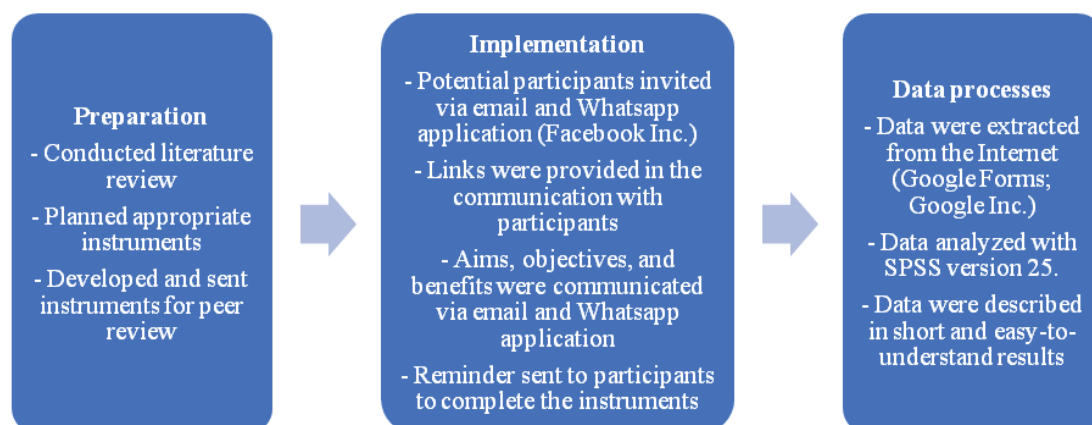 Preparation
- Conducted literature
review
- Planned appropriate
instruments
- Developed and sent
instruments for peer
review
Implementation
- Potential participants invited
via email and Whatsapp
application (Facebook Inc.)
- Links were provided in the
communication with
participants
- Aims, objectives, and
benefits were communicated
via email and Whatsapp
application
- Reminder sent to participants
to complete the instruments
Data processes
- Data were extracted
from the Internet
(Google Forms;
Google Inc.)
- Data analyzed with
SPSS version 25.
- Data were described
in short and easy-to-
understand results